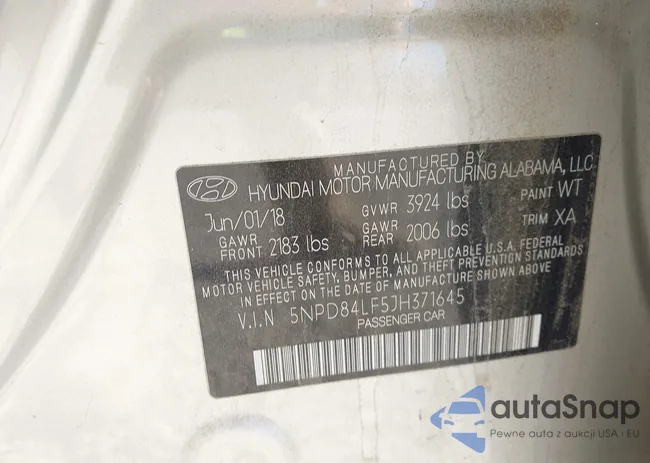 MANUFACTURED BY
HYUNDAI MOTOR MANUFACTURING ALABAMA, LLC
Jun/01/18 GVWR 3924 lbs PAINT WT
GAWR FRONT 2183 lbs GAWR REAR 2006 lbs TRIM XA
THIS VEHICLE CONFORMS TO ALL APPLICABLE U.S.A. FEDERAL
MOTOR VEHICLE SAFETY, BUMPER, AND THEFT PREVENTION STANDARDS
IN EFFECT ON THE DATE OF MANUFACTURE SHOWN ABOVE.
V.I.N 5NPD84LF5JH371645
PASSENGER CAR
autaSnap
Pewne auta z aukcji USA i EU